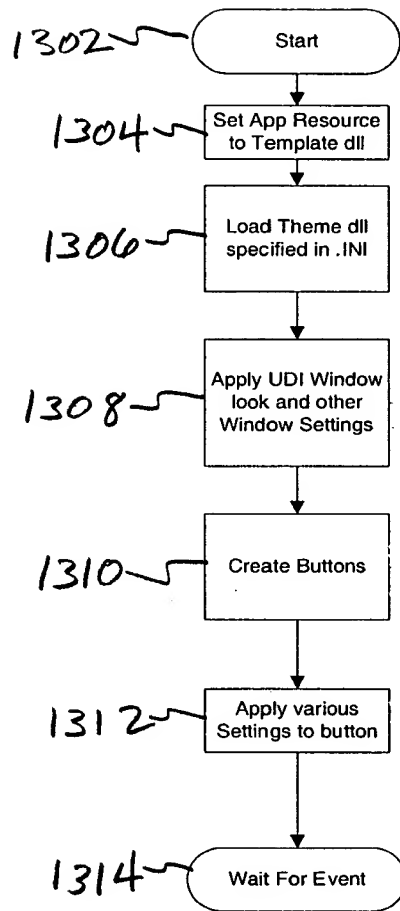 1302
Start
1304
Set App Resource
to Template dll
1306
Load Theme dll
specified in .INI
1308
Apply UDI Window
look and other
Window Settings
1310
Create Buttons
1312
Apply various
Settings to button
1314
Wait For Event